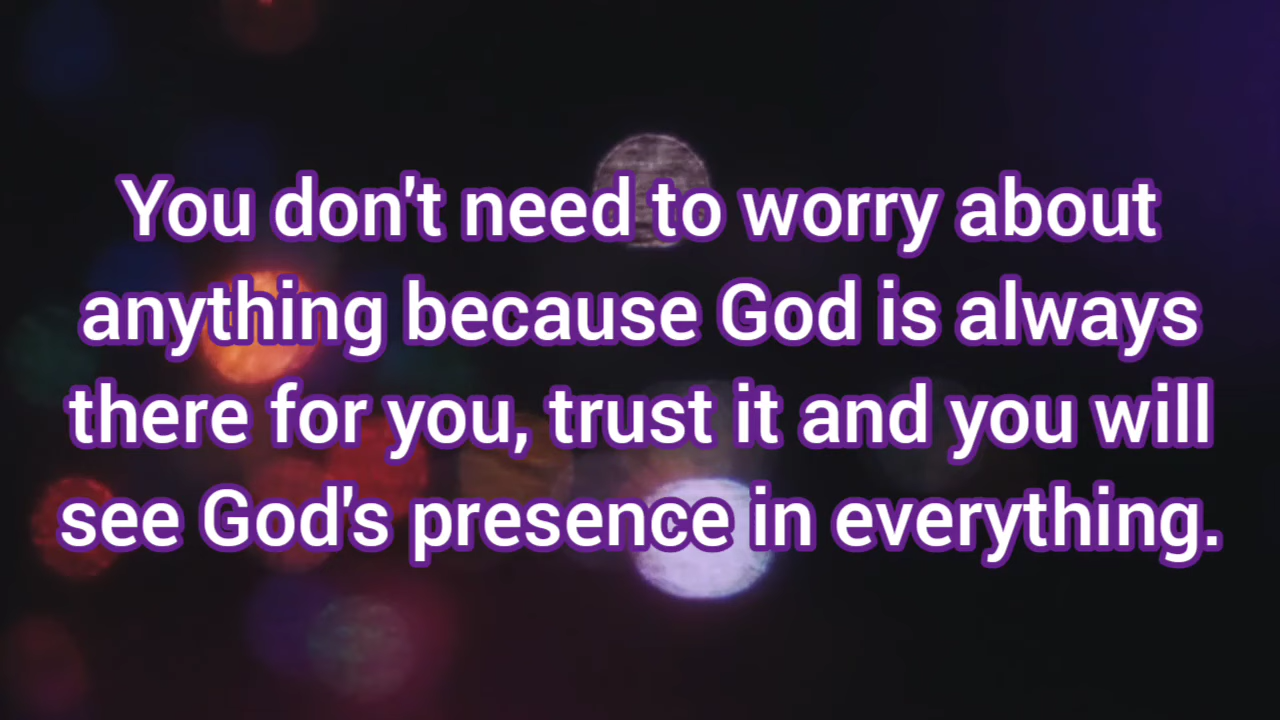 You don't need to worry about
anything because God is always
there for you, trust it and you will
see God's presence in everything.